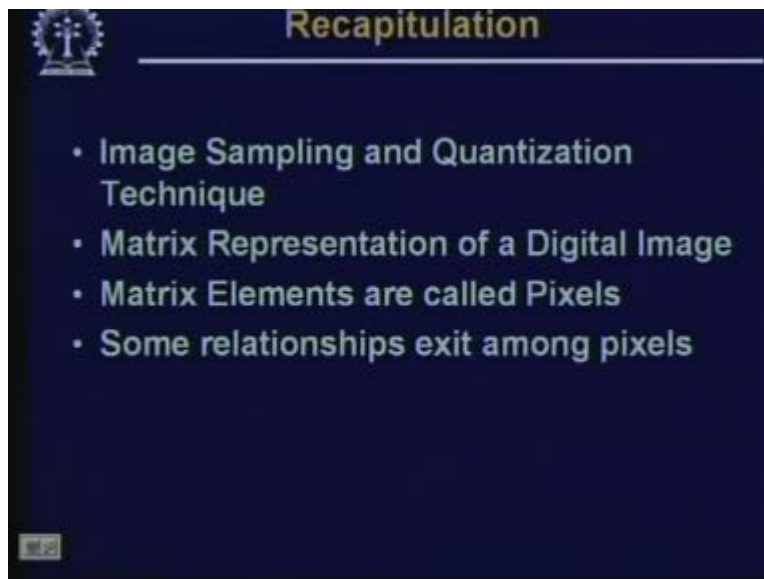 Recapitulation
• Image Sampling and Quantization
Technique
• Matrix Representation of a Digital Image
• Matrix Elements are called Pixels
• Some relationships exit among pixels